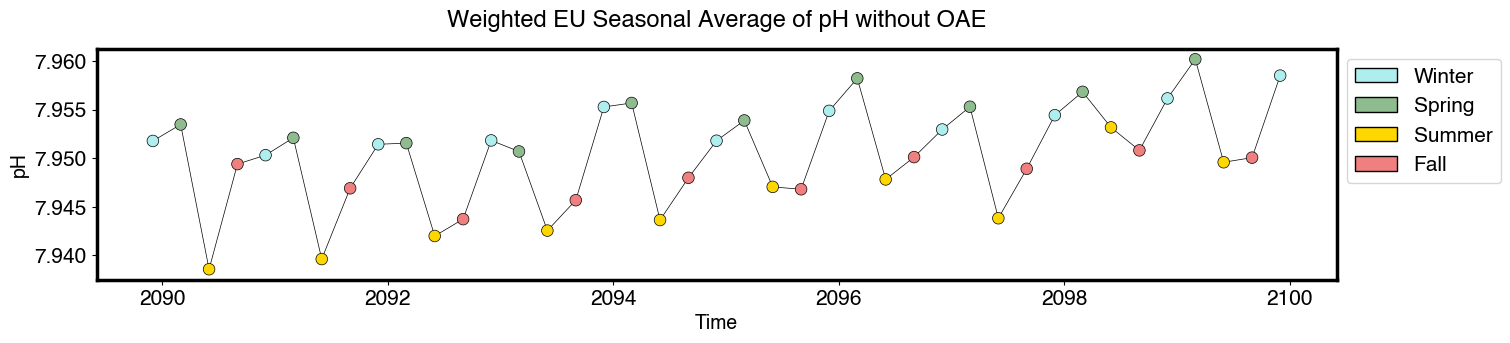 Weighted EU Seasonal Average of pH without OAE
7.960
7.955
7.950
7.945
7.940
pH
2090 2092 2094 2096 2098 2100
Time
Winter
Spring
Summer
Fall